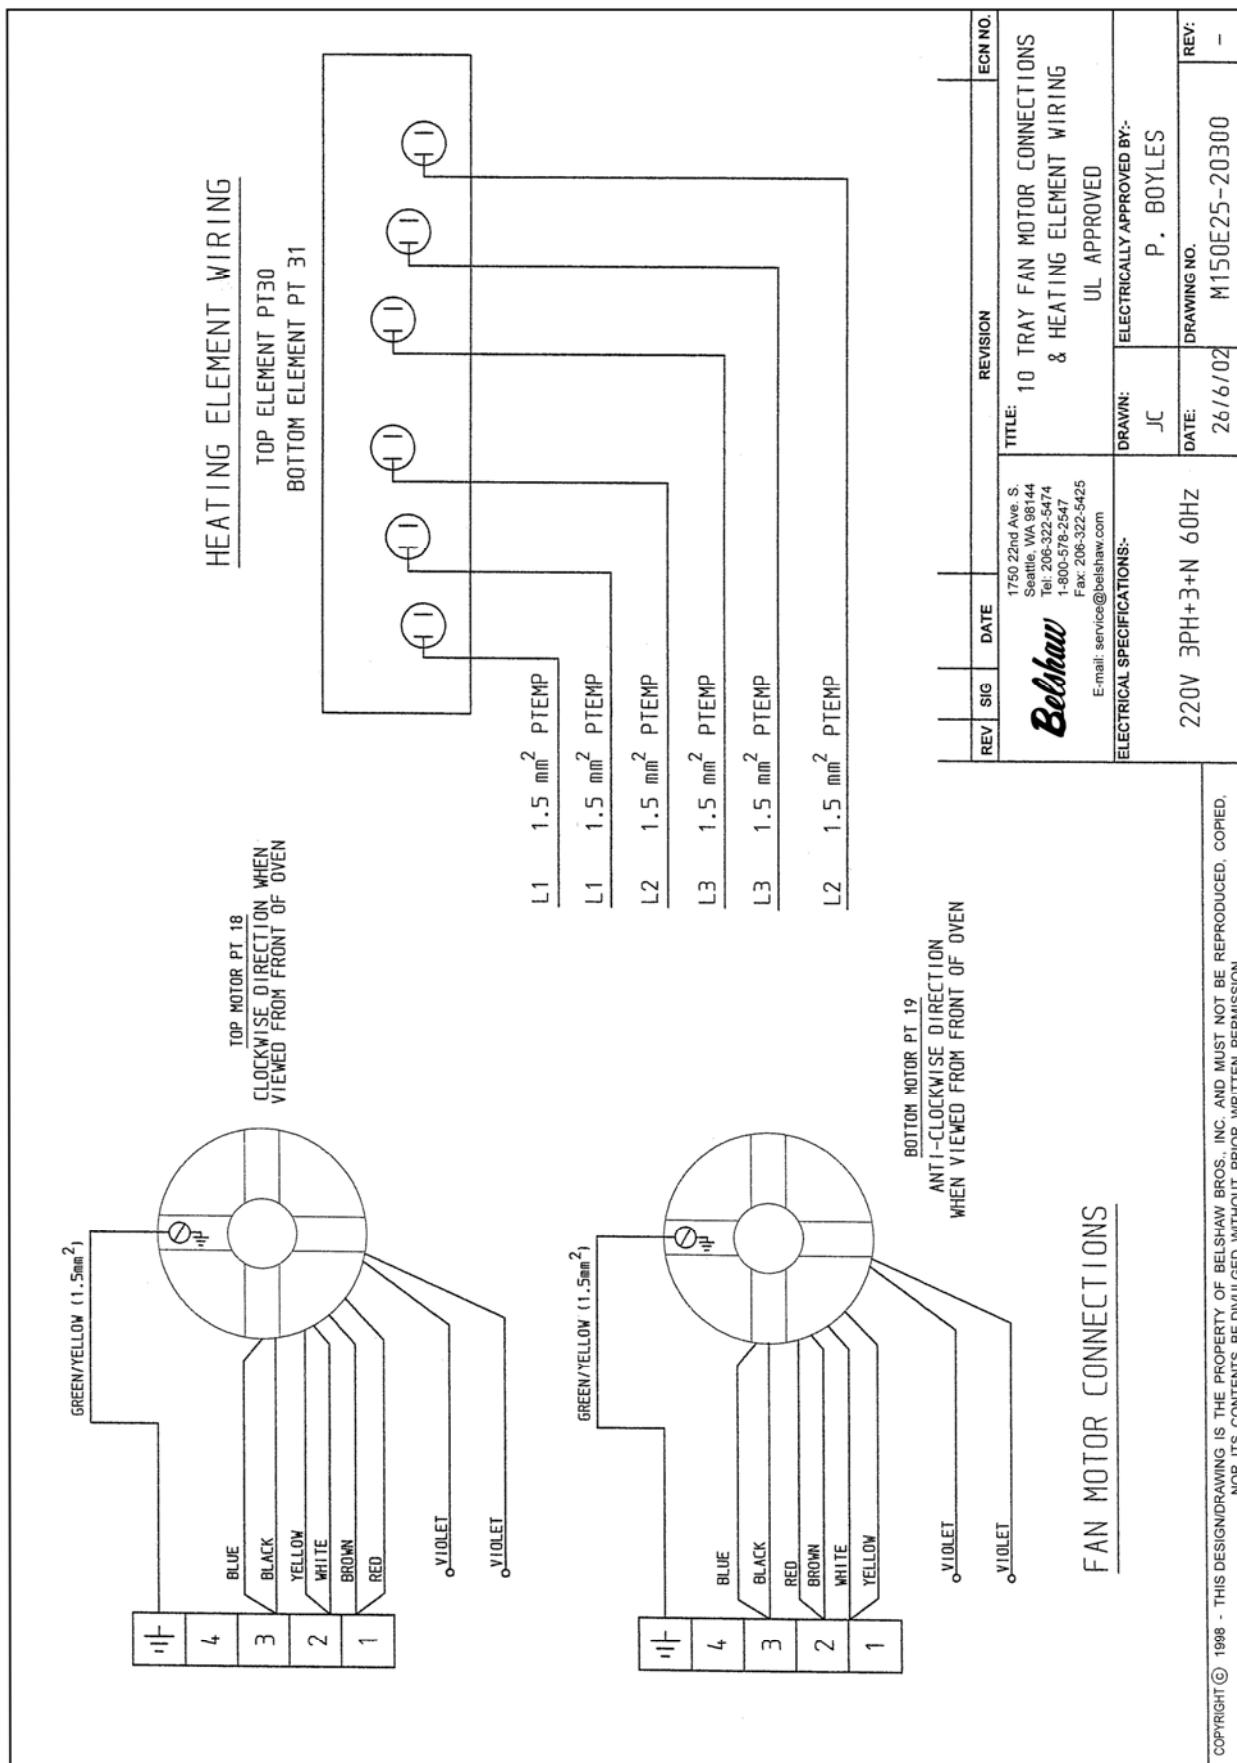 GREEN/YELLOW (1.5mm²)
BLUE
BLACK
YELLOW
WHITE
BROWN
RED
VIOLET
VIOLET
4
3
2
1
TOP MOTOR PT 18
CLOCKWISE DIRECTION WHEN
VIEWED FROM FRONT OF OVEN
GREEN/YELLOW (1.5mm²)
BLUE
BLACK
RED
BROWN
WHITE
YELLOW
VIOLET
VIOLET
4
3
2
1
BOTTOM MOTOR PT 19
ANTI-CLOCKWISE DIRECTION
WHEN VIEWED FROM FRONT OF OVEN
FAN MOTOR CONNECTIONS
HEATING ELEMENT WIRING
TOP ELEMENT PT30
BOTTOM ELEMENT PT 31
L1 1.5 mm² PTEMP
L1 1.5 mm² PTEMP
L2 1.5 mm² PTEMP
L3 1.5 mm² PTEMP
L3 1.5 mm² PTEMP
L2 1.5 mm² PTEMP
REV SIG DATE REVISION ECN NO.
Belshaw
1750 22nd Ave. S.
Seattle, WA 98144
Tel: 206-322-5474
1-800-578-2547
Fax: 206-322-5425
E-mail: service@belshaw.com
TITLE: 10 TRAY FAN MOTOR CONNECTIONS
& HEATING ELEMENT WIRING
UL APPROVED
ELECTRICAL SPECIFICATIONS:-
220V 3PH+3+N 60Hz
DRAWN:
JC
ELECTRICALLY APPROVED BY:-
P. BOYLES
DATE:
26/6/02
DRAWING NO.
M150E25-20300
REV:
-
COPYRIGHT © 1998 - THIS DESIGN/DRAWING IS THE PROPERTY OF BELSHAW BROS., INC. AND MUST NOT BE REPRODUCED, COPIED,
NOR ITS CONTENTS BE DIVULGED WITHOUT PRIOR WRITTEN PERMISSION